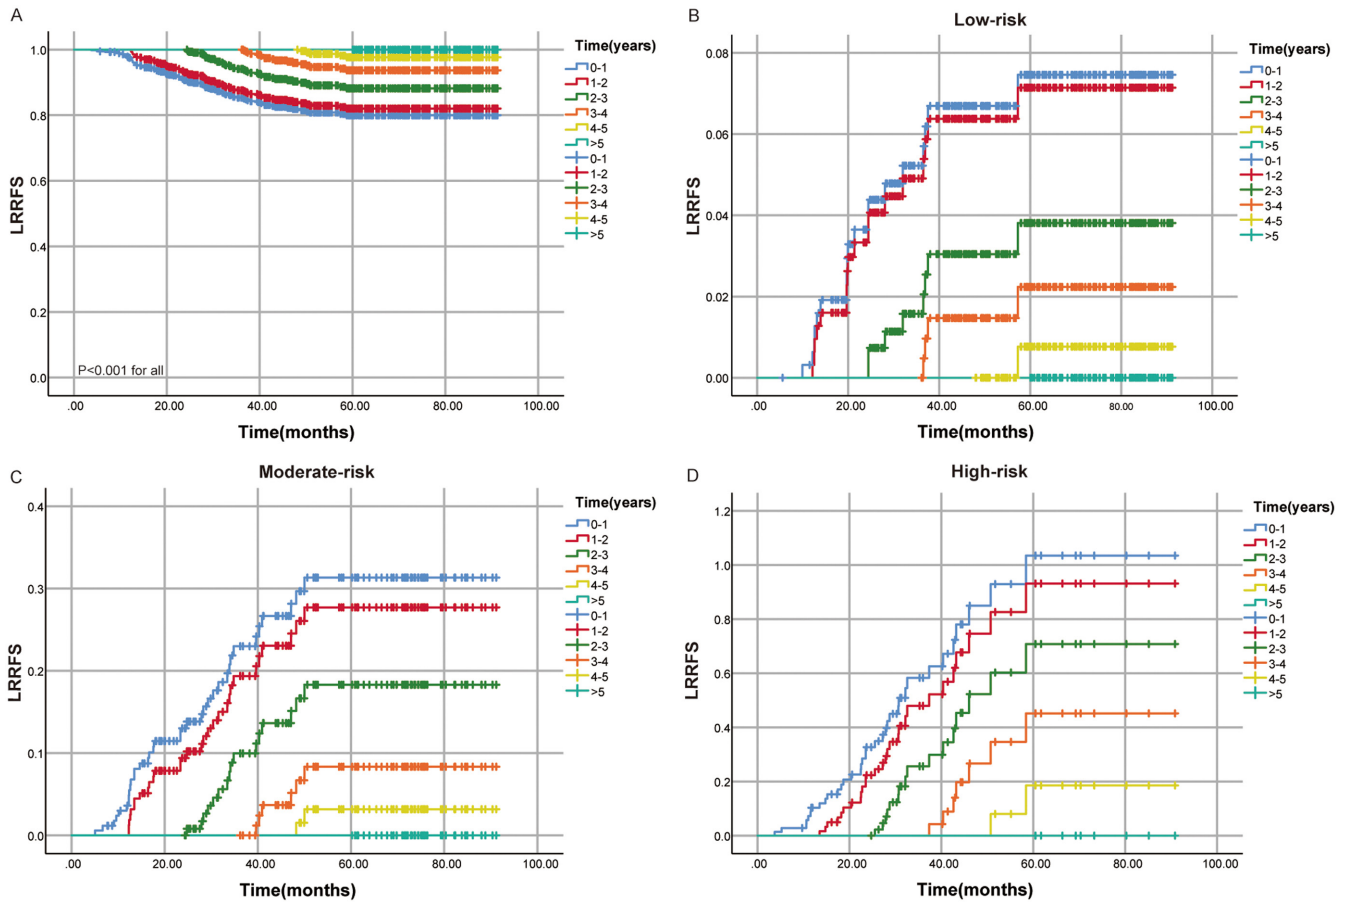 A
1.0
0.8
0.6
0.4
0.2
0.0
LRRFS
P<0.001 for all
.00 20.00 40.00 60.00 80.00 100.00
Time(months)
Time(years)
0-1
1-2
2-3
3-4
4-5
>5
0-1
1-2
2-3
3-4
4-5
>5
B
Low-risk
0.08
0.06
0.04
0.02
0.00
LRRFS
.00 20.00 40.00 60.00 80.00 100.00
Time(months)
Time(years)
0-1
1-2
2-3
3-4
4-5
>5
0-1
1-2
2-3
3-4
4-5
>5
C
Moderate-risk
0.4
0.3
0.2
0.1
0.0
LRRFS
.00 20.00 40.00 60.00 80.00 100.00
Time(months)
Time(years)
0-1
1-2
2-3
3-4
4-5
>5
0-1
1-2
2-3
3-4
4-5
>5
D
High-risk
1.2
1.0
0.8
0.6
0.4
0.2
0.0
LRRFS
.00 20.00 40.00 60.00 80.00 100.00
Time(months)
Time(years)
0-1
1-2
2-3
3-4
4-5
>5
0-1
1-2
2-3
3-4
4-5
>5